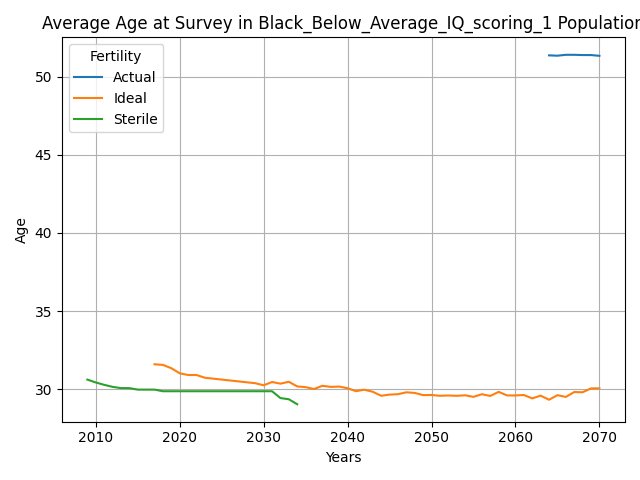 Average Age at Survey in Black_Below_Average_IQ_scoring_1 Population
Fertility
Actual
Ideal
Sterile
Age
50
45
40
35
30
2010 2020 2030 2040 2050 2060 2070
Years